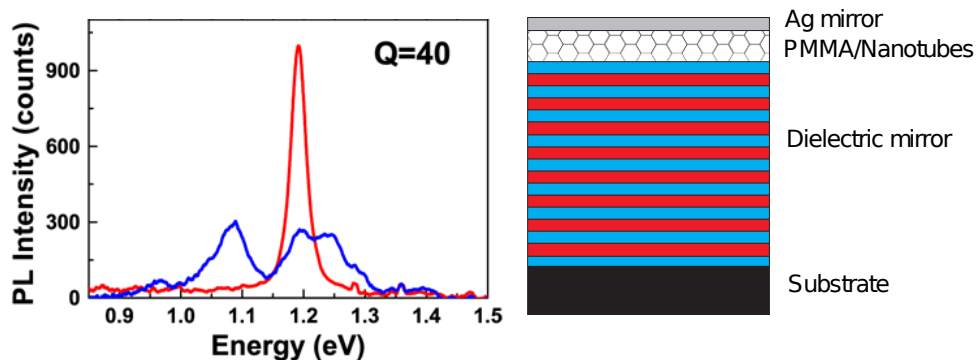 PL Intensity (counts)
900
600
300
0
Q=40
0.9 1.0 1.1 1.2 1.3 1.4 1.5
Energy (eV)
Ag mirror
PMMA/Nanotubes
Dielectric mirror
Substrate